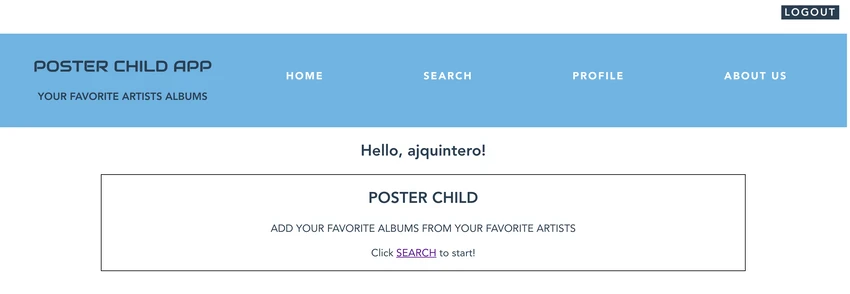 LOGOUT
POSTER CHILD APP
YOUR FAVORITE ARTISTS ALBUMS
HOME
SEARCH
PROFILE
ABOUT US
Hello, ajquintero!
POSTER CHILD
ADD YOUR FAVORITE ALBUMS FROM YOUR FAVORITE ARTISTS
Click SEARCH to start!